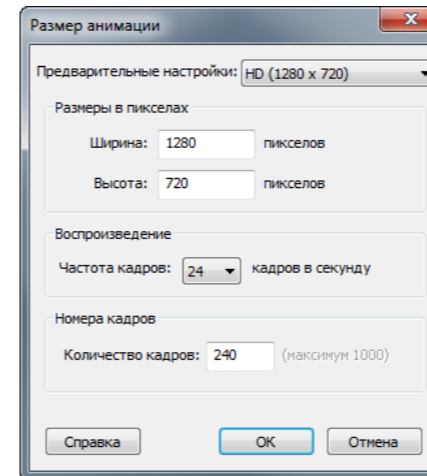 Размер анимации
Предварительные настройки: HD (1280 x 720)
Размеры в пикселах
Ширина: 1280 пикселов
Высота: 720 пикселов
Воспроизведение
Частота кадров: 24 кадров в секунду
Номера кадров
Количество кадров: 240 (максимум 1000)
Справка OK Отмена